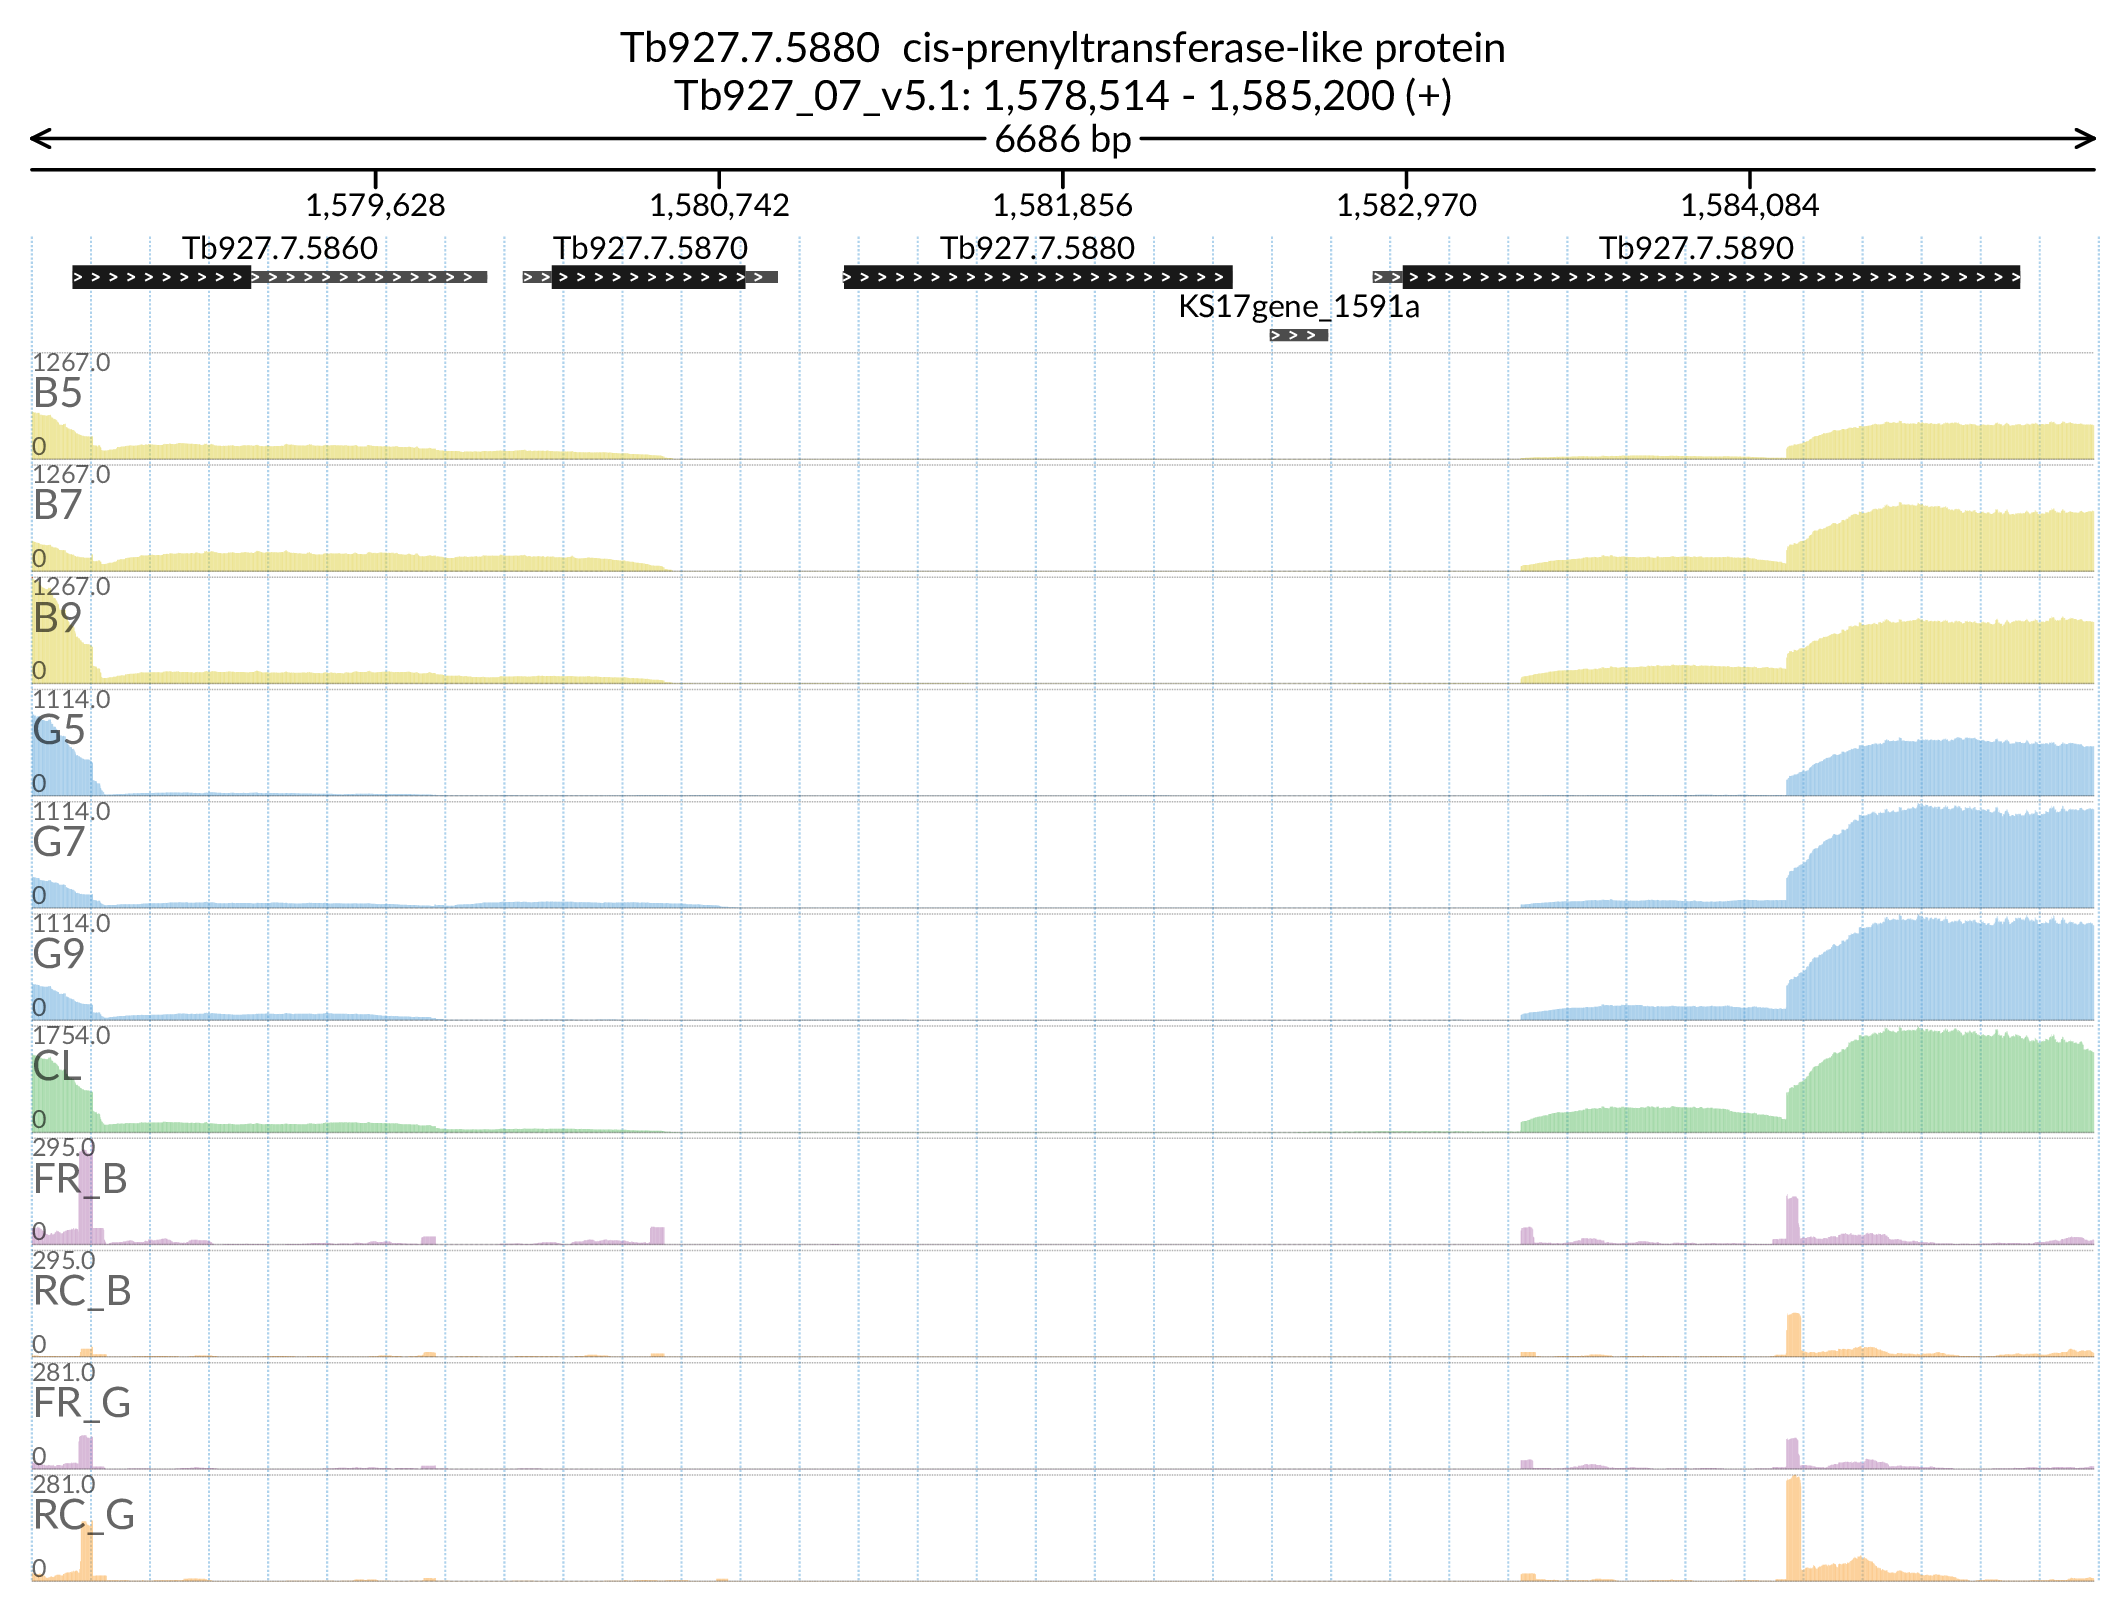 Tb927.7.5880  cis-prenyltransferase-like protein
Tb927_07_v5.1: 1,578,514 - 1,585,200 (+)
6686 bp
1,579,628 1,580,742 1,581,856 1,582,970 1,584,084
Tb927.7.5860 Tb927.7.5870 Tb927.7.5880 Tb927.7.5890
KS17gene_1591a
1267.0
B5
0
1267.0
B7
0
1267.0
B9
0
1114.0
G5
0
1114.0
G7
0
1114.0
G9
0
1754.0
CL
0
295.0
FR_B
0
295.0
RC_B
0
281.0
FR_G
0
281.0
RC_G
0